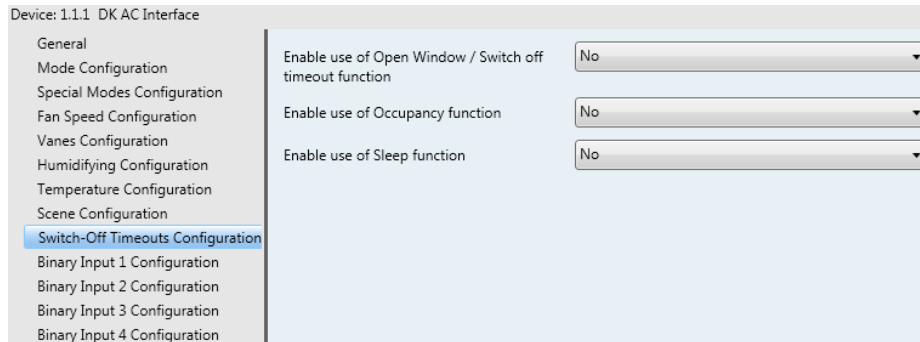 Device: 1.1.1 DK AC Interface
General
Mode Configuration
Special Modes Configuration
Fan Speed Configuration
Vanes Configuration
Humidifying Configuration
Temperature Configuration
Scene Configuration
Switch-Off Timeouts Configuration
Binary Input 1 Configuration
Binary Input 2 Configuration
Binary Input 3 Configuration
Binary Input 4 Configuration
Enable use of Open Window / Switch off
timeout function
No
Enable use of Occupancy function
No
Enable use of Sleep function
No